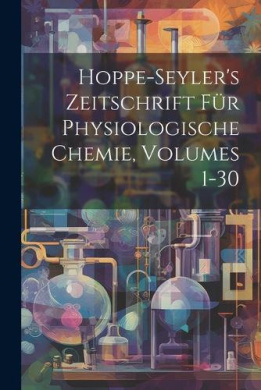 Hoppe-Seyler's
Zeitschrift Für
Physiologische
Chemie, Volumes
1-30